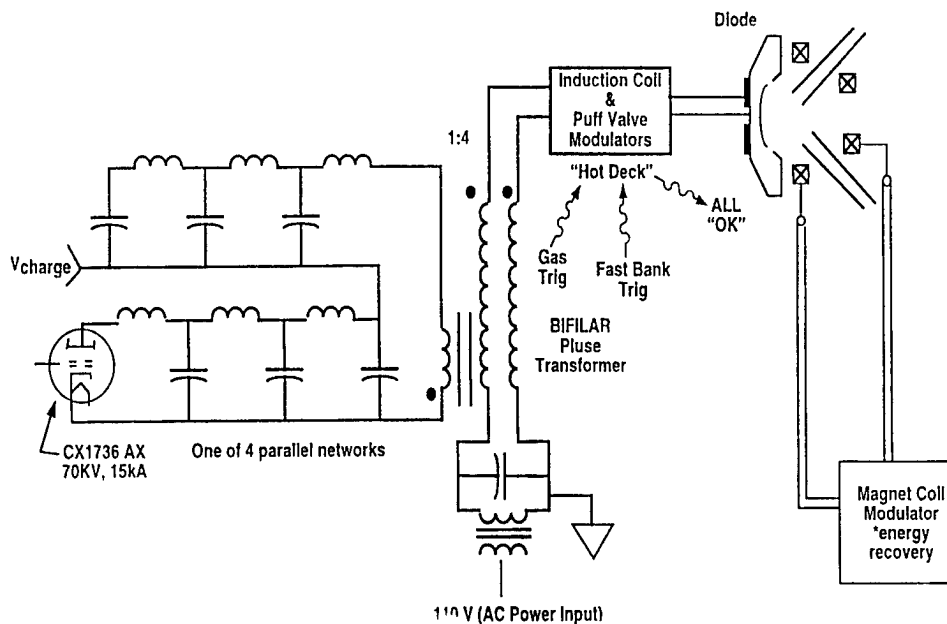 Diode
Induction Coil
&
Puff Valve
Modulators
1:4
"Hot Deck"
ALL
"OK"
Gas
Trig
Fast Bank
Trig
Vcharge
BIFILAR
Pluse
Transformer
CX1736 AX
70KV, 15kA
One of 4 parallel networks
Magnet Coil
Modulator
*energy
recovery
110 V (AC Power Input)